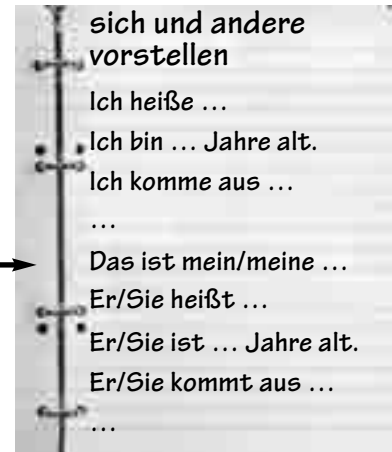 sich und andere
vorstellen
Ich heiße …
Ich bin … Jahre alt.
Ich komme aus …
…
Das ist mein/meine …
Er/Sie heißt …
Er/Sie ist … Jahre alt.
Er/Sie kommt aus …
…